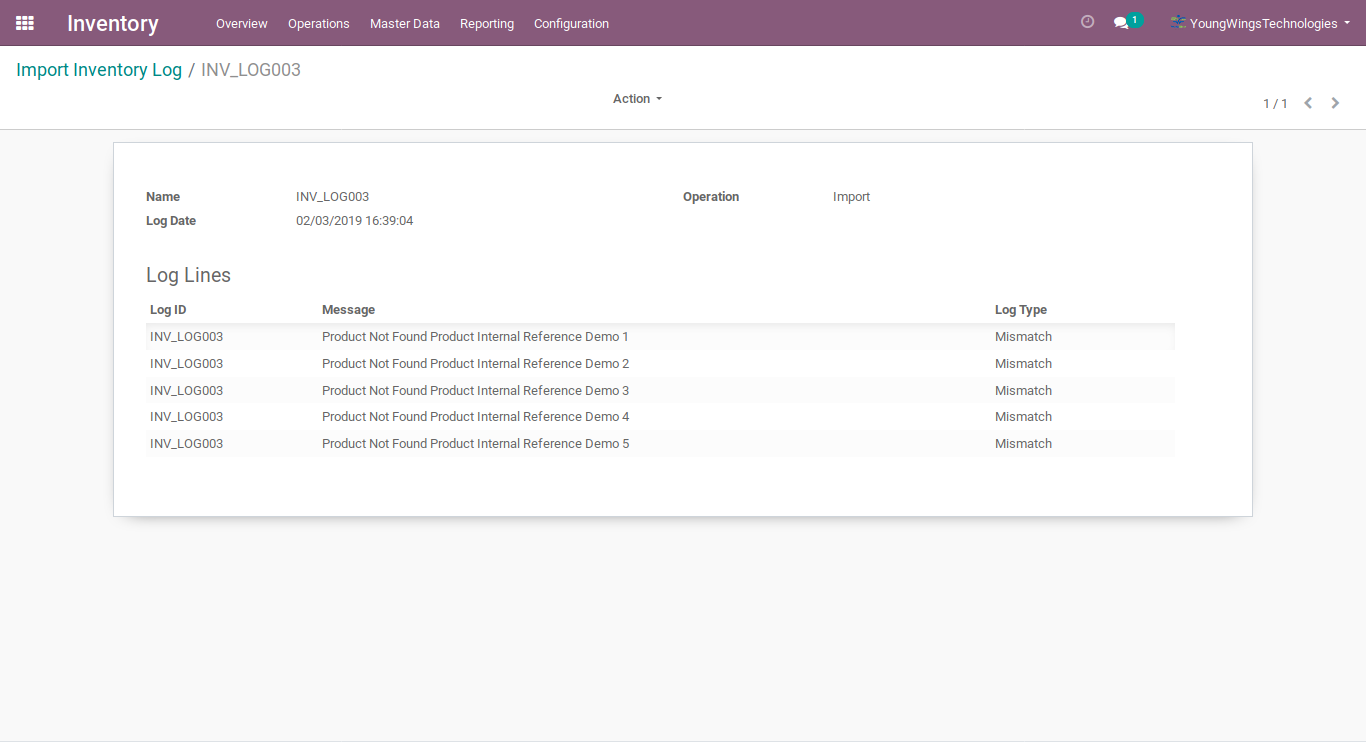 Inventory Overview Operations Master Data Reporting Configuration 1 YoungWingsTechnologies
Import Inventory Log / INV_LOG003
Action
1 / 1
Name INV_LOG003 Operation Import
Log Date 02/03/2019 16:39:04
Log Lines
Log ID Message Log Type
INV_LOG003 Product Not Found Product Internal Reference Demo 1 Mismatch
INV_LOG003 Product Not Found Product Internal Reference Demo 2 Mismatch
INV_LOG003 Product Not Found Product Internal Reference Demo 3 Mismatch
INV_LOG003 Product Not Found Product Internal Reference Demo 4 Mismatch
INV_LOG003 Product Not Found Product Internal Reference Demo 5 Mismatch